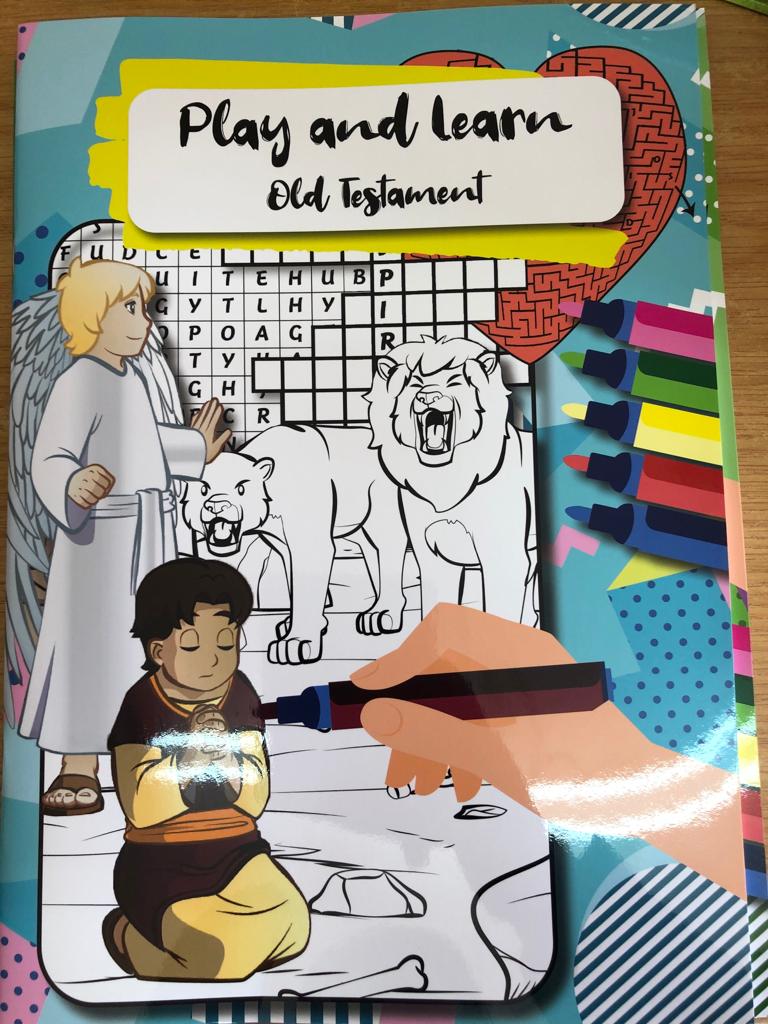 Play and learn
Old Testament
S
F U D C E
U I T E H U B P
G Y T L H Y I
O P O A G R
T Y
G H
C R